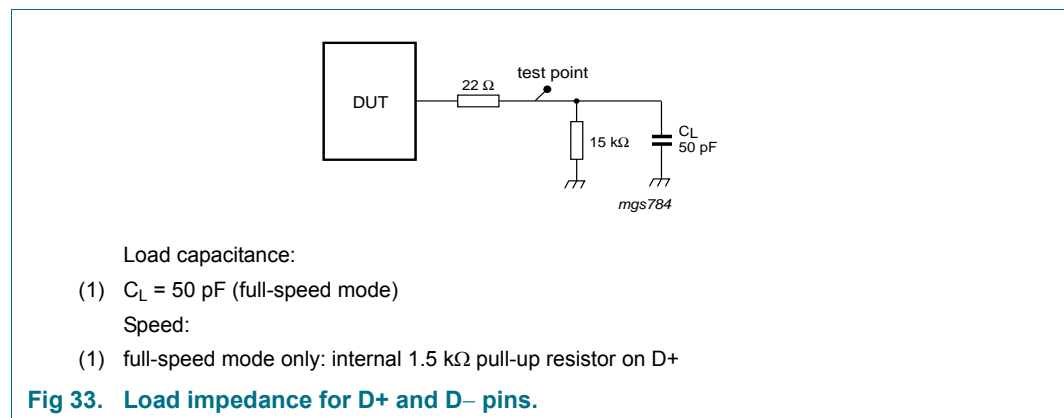 DUT
22 Ω
test point
15 kΩ
CL
50 pF
mgs784
Load capacitance:
(1) CL = 50 pF (full-speed mode)
Speed:
(1) full-speed mode only: internal 1.5 kΩ pull-up resistor on D+
Fig 33. Load impedance for D+ and D− pins.